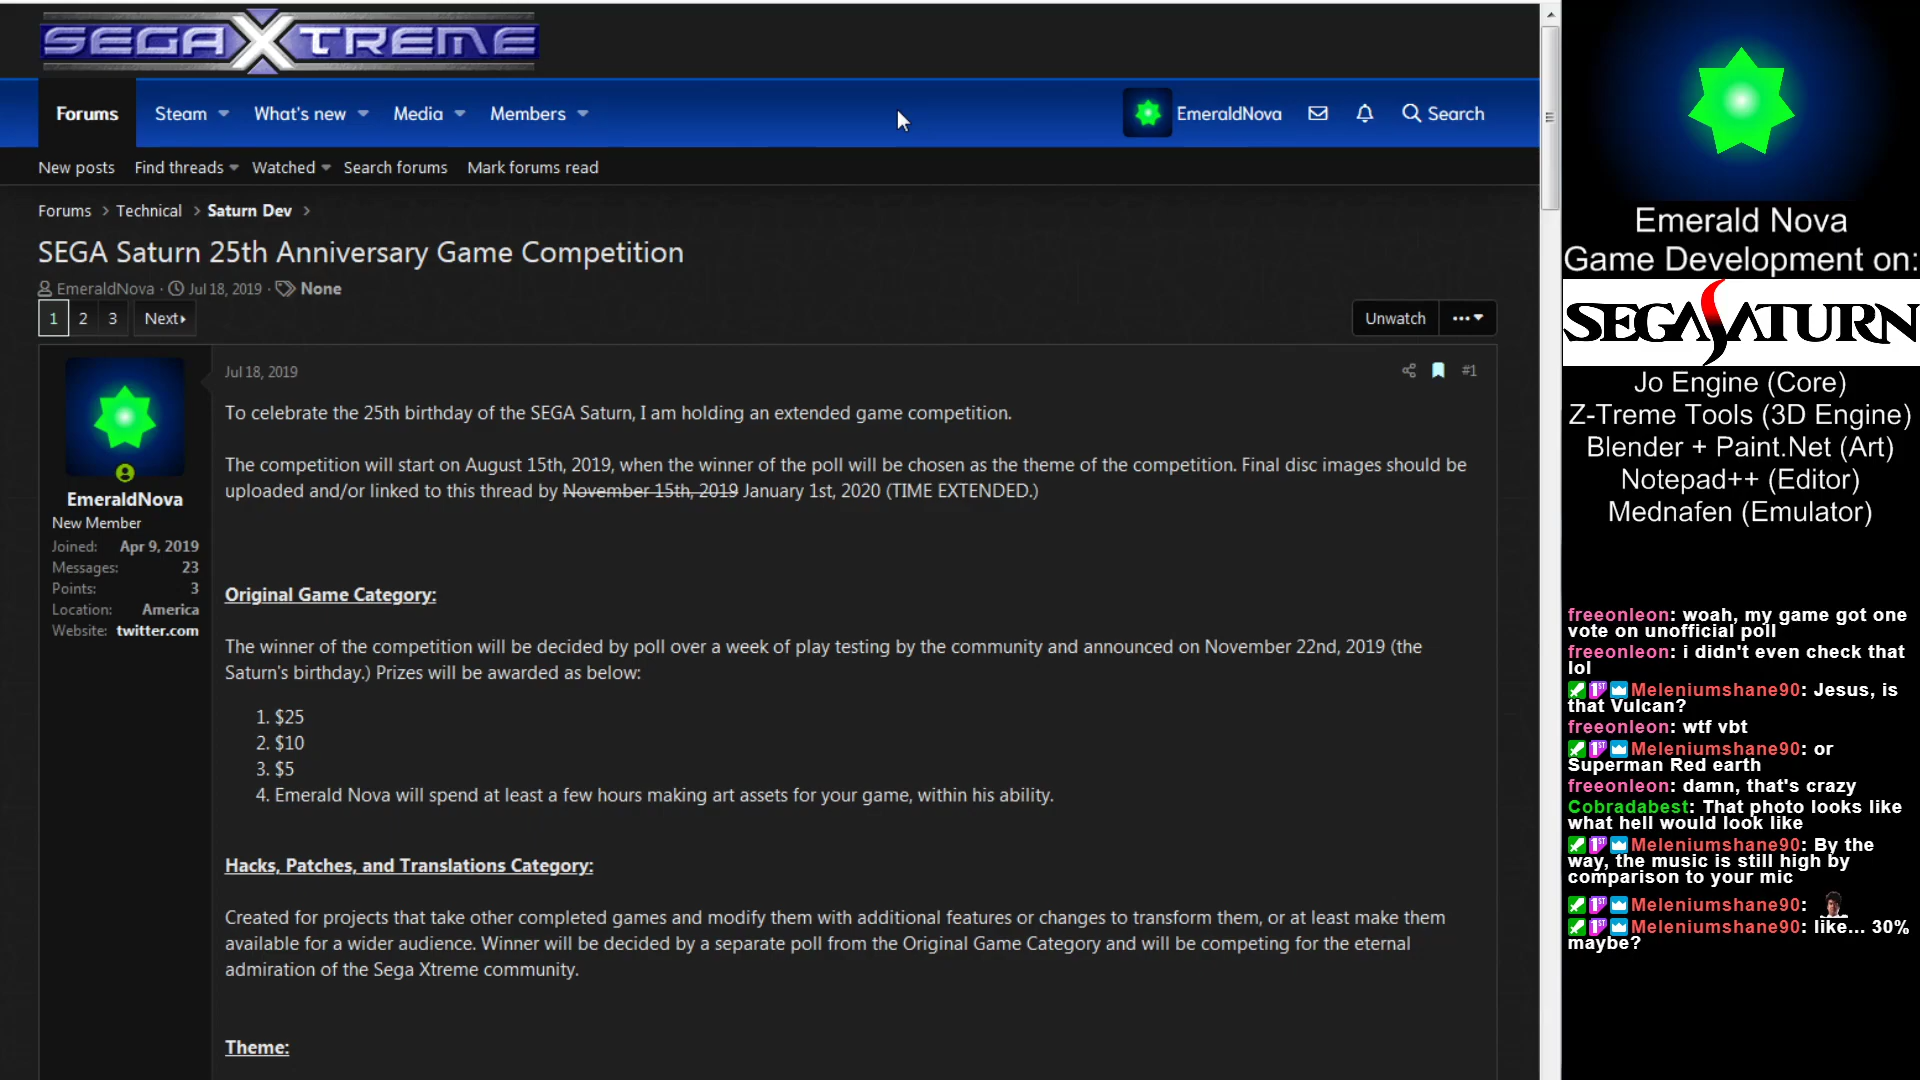 SEGAXTREME
Forums
Steam
What's new
Media
Members
EmeraldNova
Search
New posts
Find threads
Watched
Search forums
Mark forums read
Forums > Technical > Saturn Dev >
SEGA Saturn 25th Anniversary Game Competition
EmeraldNova · Jul 18, 2019 · None
1 2 3 Next
Unwatch
EmeraldNova
New Member
Joined: Apr 9, 2019
Messages: 23
Points: 3
Location: America
Website: twitter.com
Jul 18, 2019
#1
To celebrate the 25th birthday of the SEGA Saturn, I am holding an extended game competition.
The competition will start on August 15th, 2019, when the winner of the poll will be chosen as the theme of the competition. Final disc images should be
uploaded and/or linked to this thread by November 15th, 2019 January 1st, 2020 (TIME EXTENDED.)
Original Game Category:
The winner of the competition will be decided by poll over a week of play testing by the community and announced on November 22nd, 2019 (the
Saturn's birthday.) Prizes will be awarded as below:
1. $25
2. $10
3. $5
4. Emerald Nova will spend at least a few hours making art assets for your game, within his ability.
Hacks, Patches, and Translations Category:
Created for projects that take other completed games and modify them with additional features or changes to transform them, or at least make them
available for a wider audience. Winner will be decided by a separate poll from the Original Game Category and will be competing for the eternal
admiration of the Sega Xtreme community.
Theme:
Emerald Nova
Game Development on:
SEGA SATURN
Jo Engine (Core)
Z-Treme Tools (3D Engine)
Blender + Paint.Net (Art)
Notepad++ (Editor)
Mednafen (Emulator)
freeonleon: woah, my game got one
vote on unofficial poll
freeonleon: i didn't even check that
lol
1ST Meleniumshane90: Jesus, is
that Vulcan?
freeonleon: wtf vbt
1ST Meleniumshane90: or
Superman Red earth
freeonleon: damn, that's crazy
Cobradabest: That photo looks like
what hell would look like
1ST Meleniumshane90: By the
way, the music is still high by
comparison to your mic
1ST Meleniumshane90:
1ST Meleniumshane90: like... 30%
maybe?